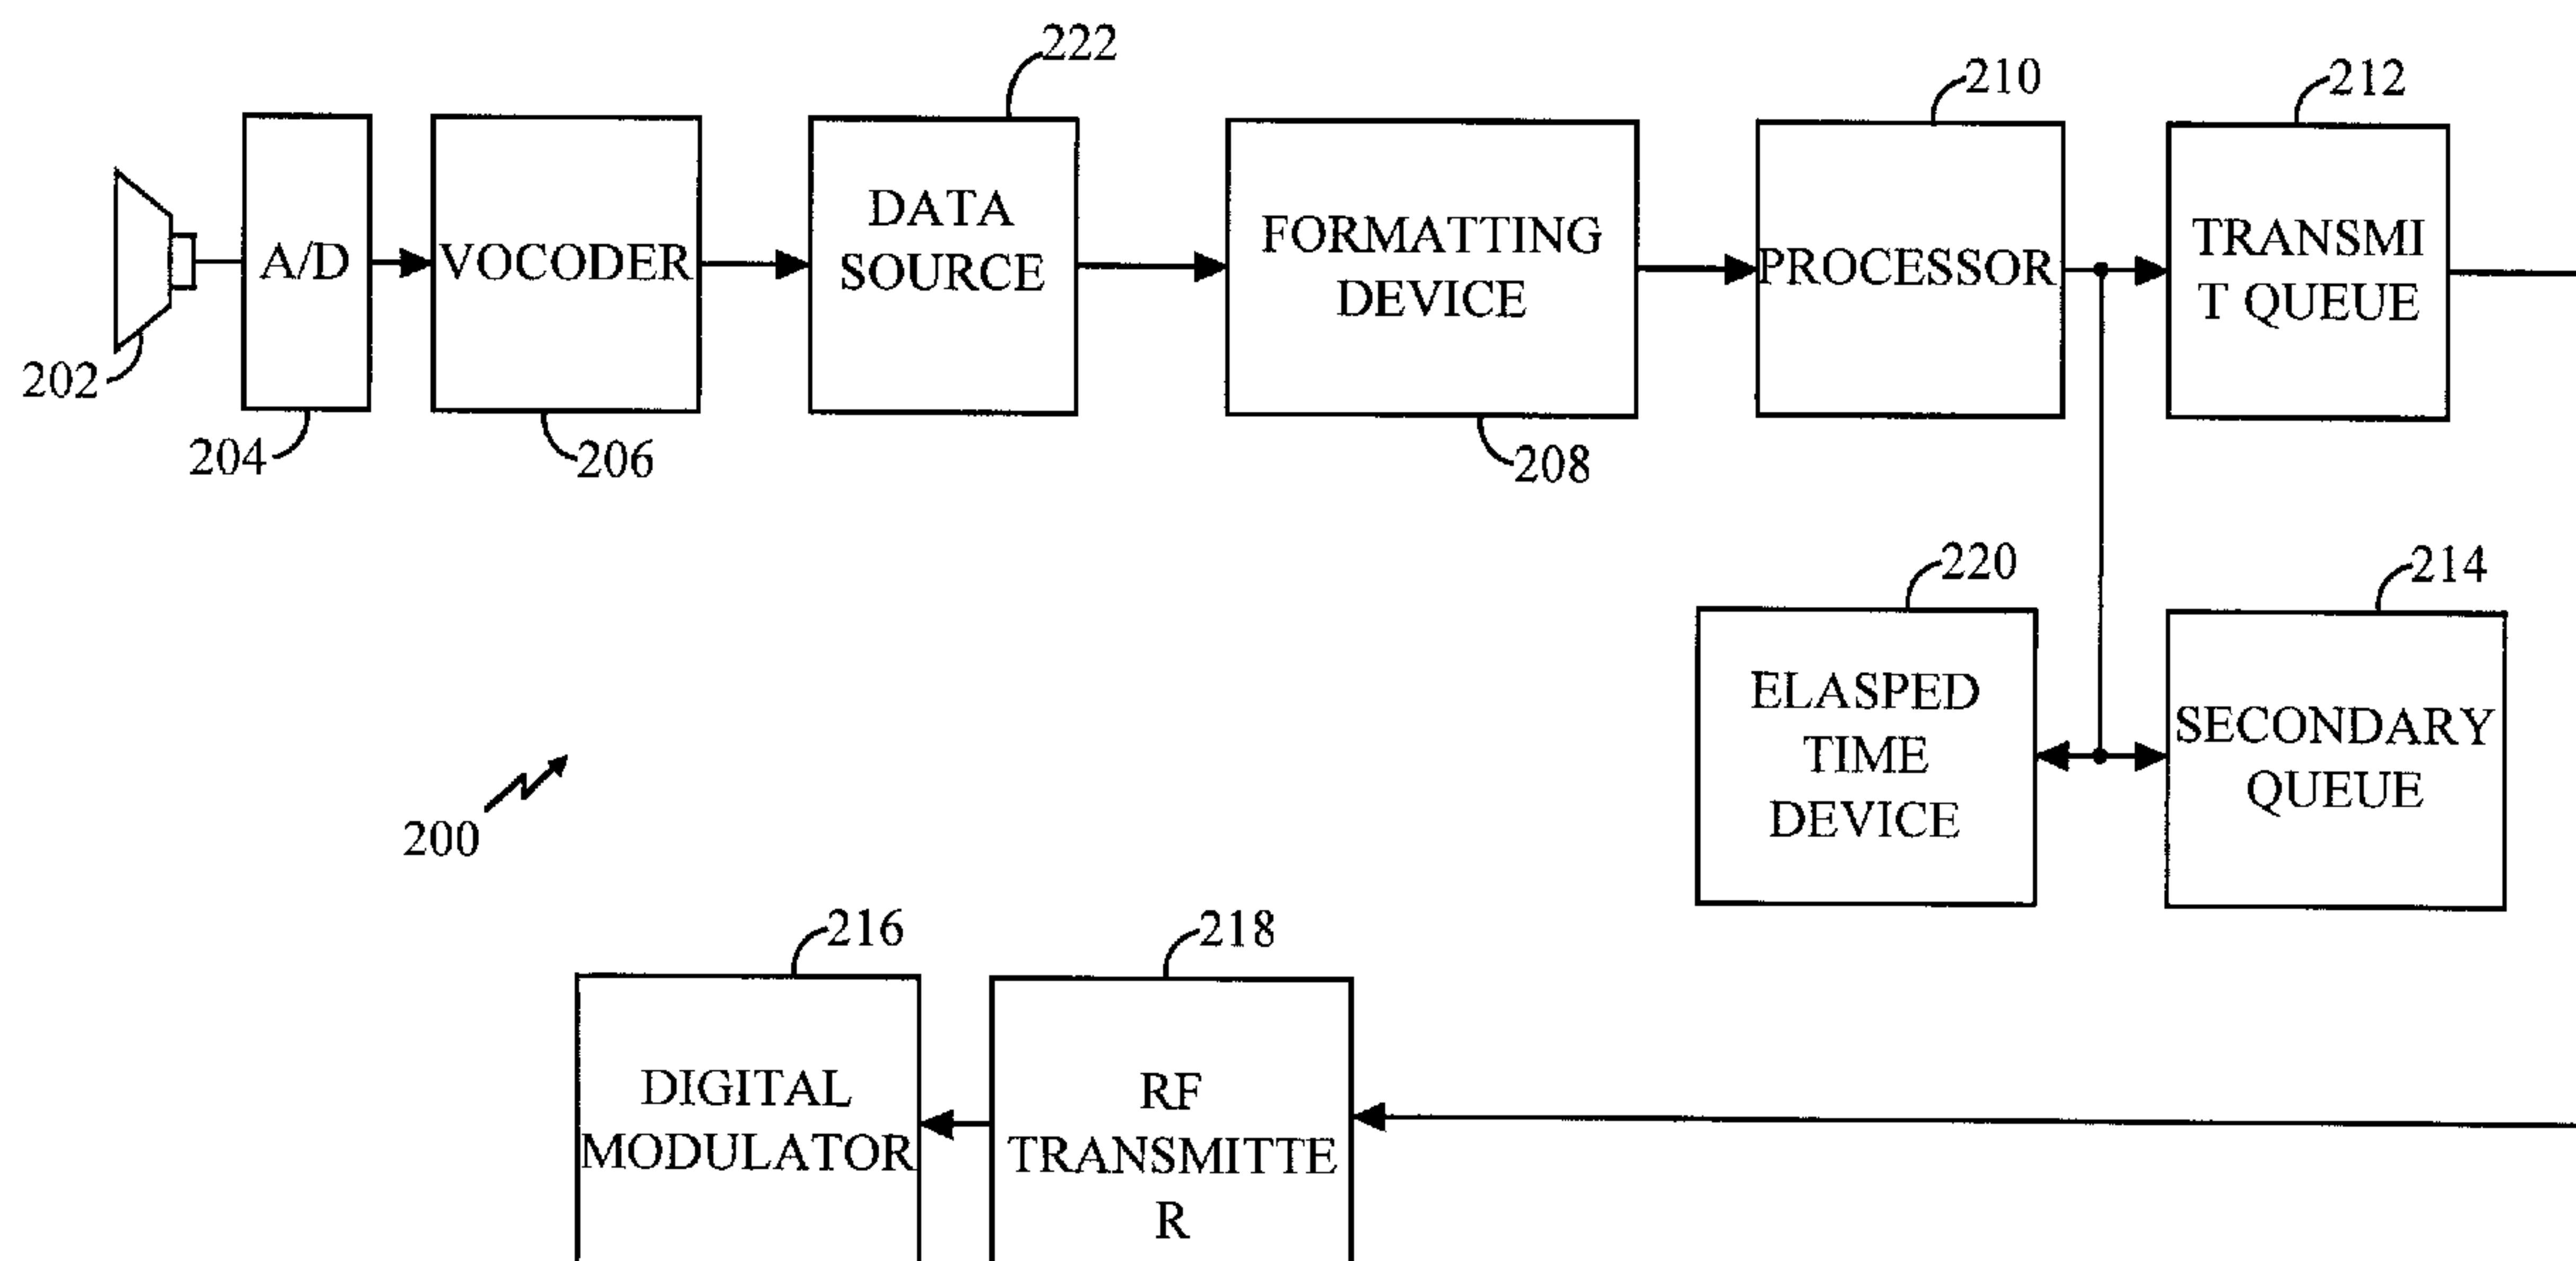 222
210
212
A/D
VOCODER
DATA
SOURCE
FORMATTING
DEVICE
PROCESSOR
TRANSMI
T QUEUE
202
204
206
208
220
214
ELASPED
TIME
DEVICE
SECONDARY
QUEUE
200
216
218
DIGITAL
MODULATOR
RF
TRANSMITTE
R